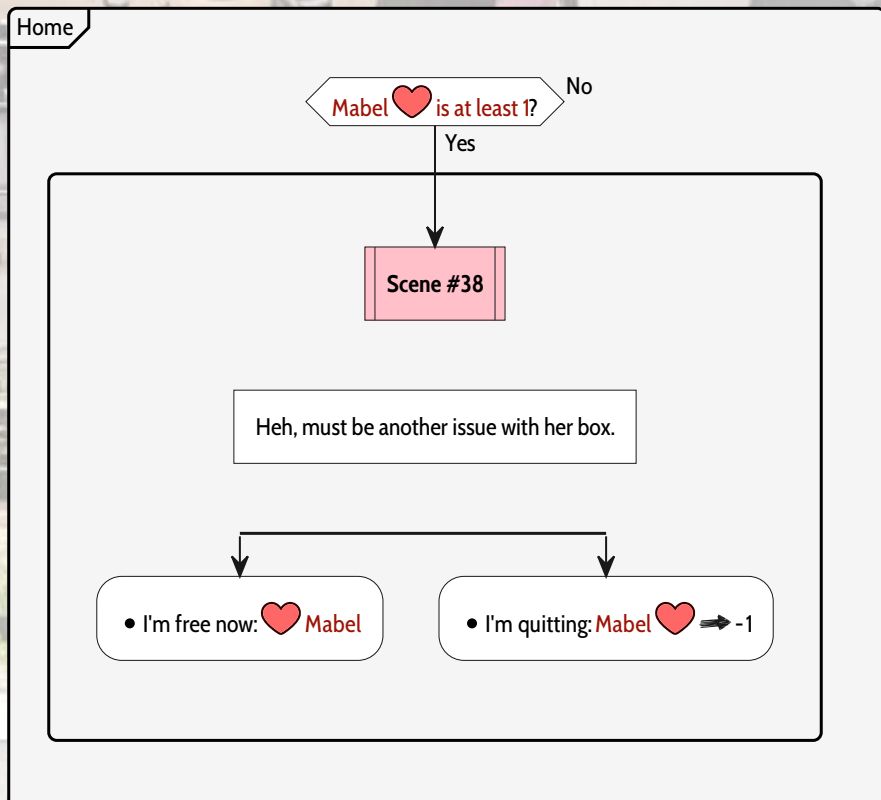 Home
Mabel is at least 1?
No
Yes
Scene #38
Heh, must be another issue with her box.
• I'm free now: Mabel
• I'm quitting: Mabel -1